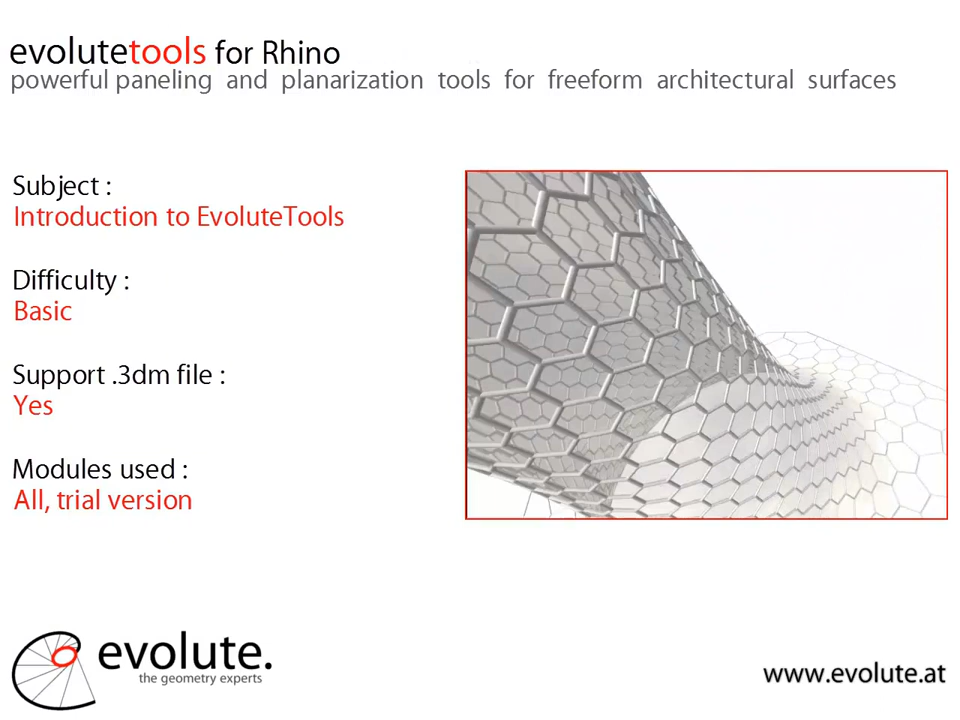 evolutetools for Rhino
powerful paneling and planarization tools for freeform architectural surfaces
Subject :
Introduction to EvoluteTools
Difficulty :
Basic
Support .3dm file :
Yes
Modules used :
All, trial version
evolute.
the geometry experts
www.evolute.at